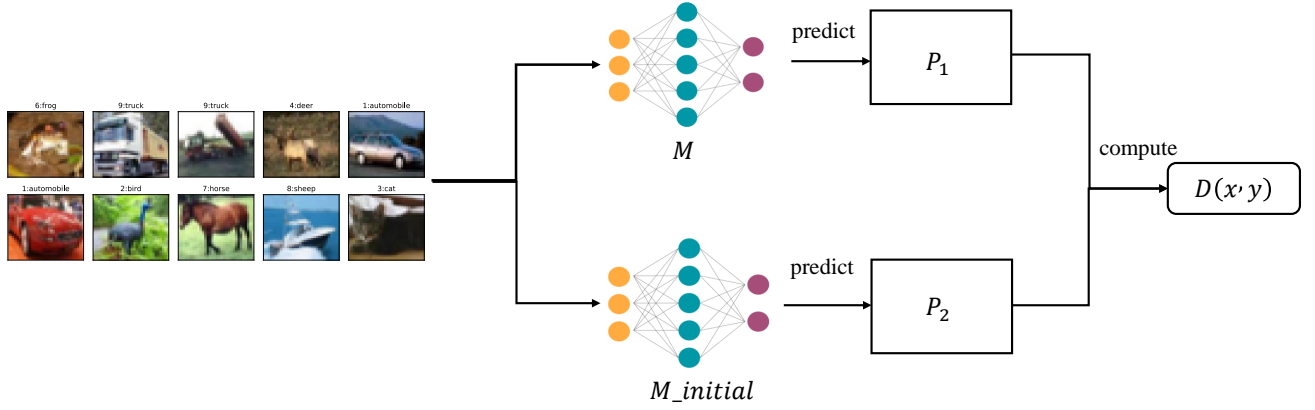 6:frog
9:truck
9:truck
4:deer
1:automobile
1:automobile
2:bird
7:horse
8:sheep
3:cat
M
predict
P₁
M_initial
predict
P₂
compute
D(x, y)